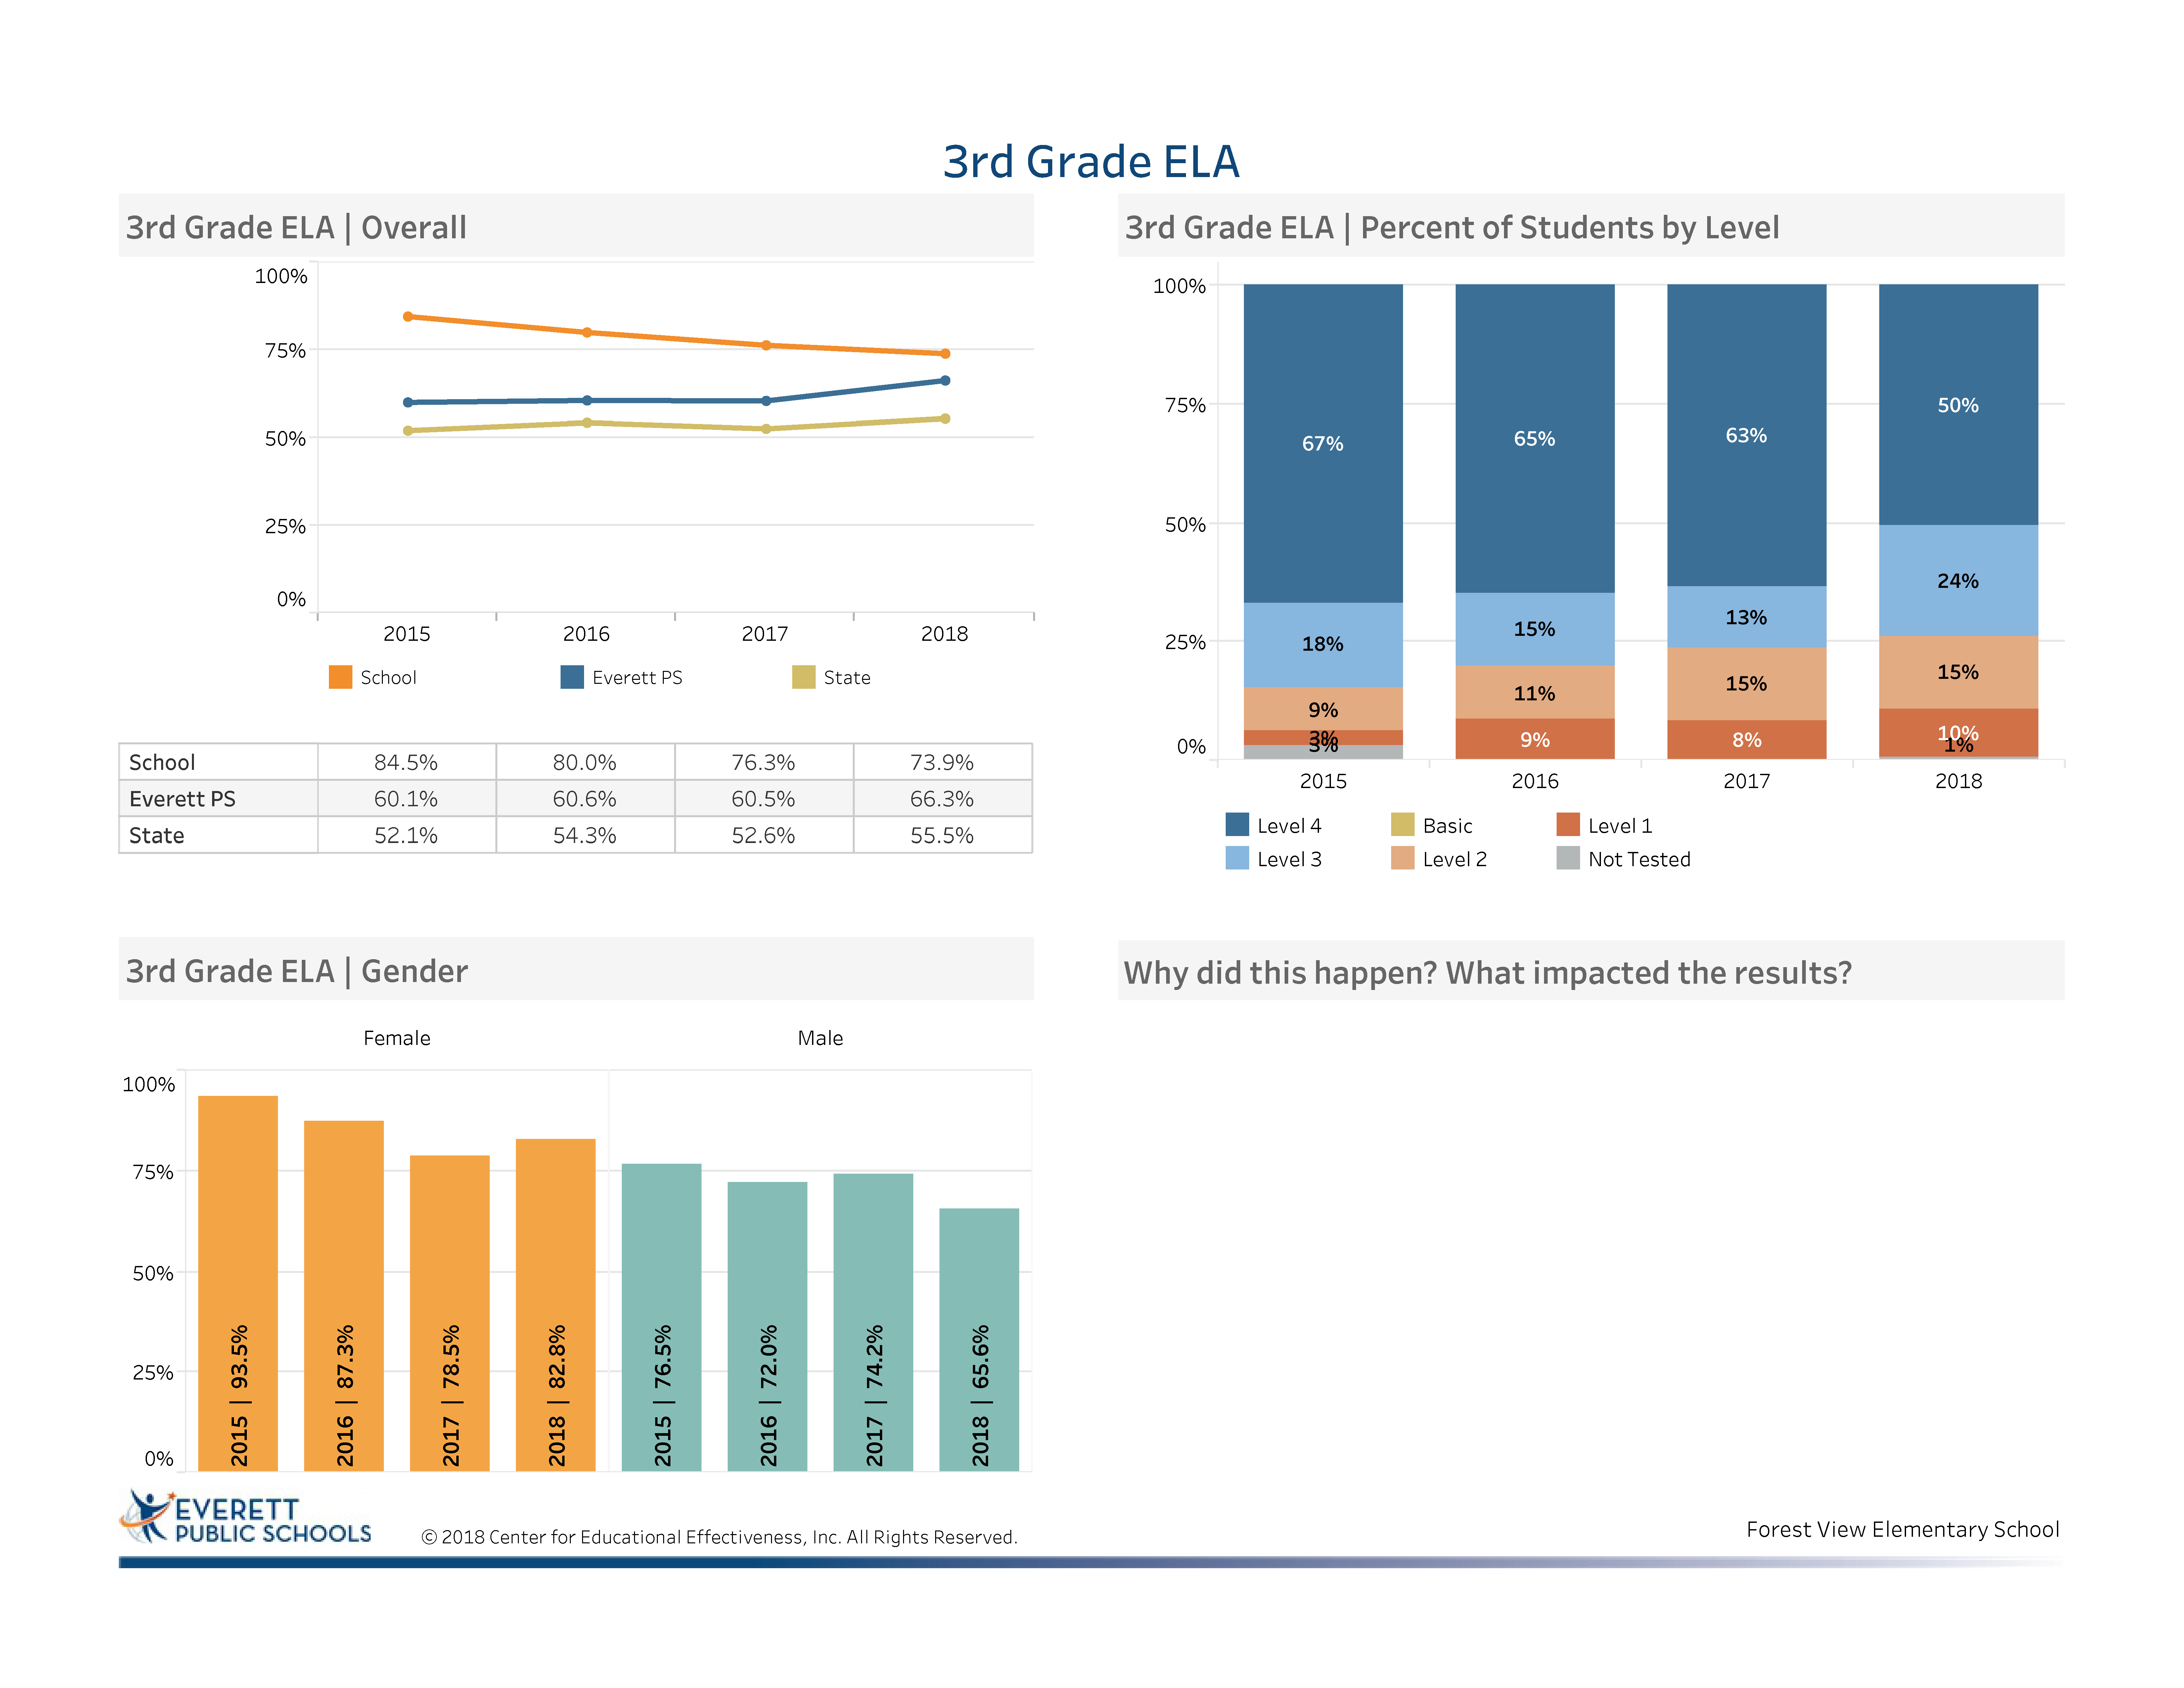 3rd Grade ELA
3rd Grade ELA | Overall
100%
75%
50%
25%
0%
2015 2016 2017 2018
School Everett PS State
School 84.5% 80.0% 76.3% 73.9%
Everett PS 60.1% 60.6% 60.5% 66.3%
State 52.1% 54.3% 52.6% 55.5%
3rd Grade ELA | Percent of Students by Level
100%
75%
50%
25%
0%
67% 65% 63% 50%
18% 15% 13% 24%
9% 11% 15% 15%
3% 9% 8% 10%
3% 1%
2015 2016 2017 2018
Level 4 Basic Level 1
Level 3 Level 2 Not Tested
3rd Grade ELA | Gender
Female Male
100%
75%
50%
25%
0%
2015 | 93.5%
2016 | 87.3%
2017 | 78.5%
2018 | 82.8%
2015 | 76.5%
2016 | 72.0%
2017 | 74.2%
2018 | 65.6%
Why did this happen? What impacted the results?
EVERETT
PUBLIC SCHOOLS
© 2018 Center for Educational Effectiveness, Inc. All Rights Reserved.
Forest View Elementary School